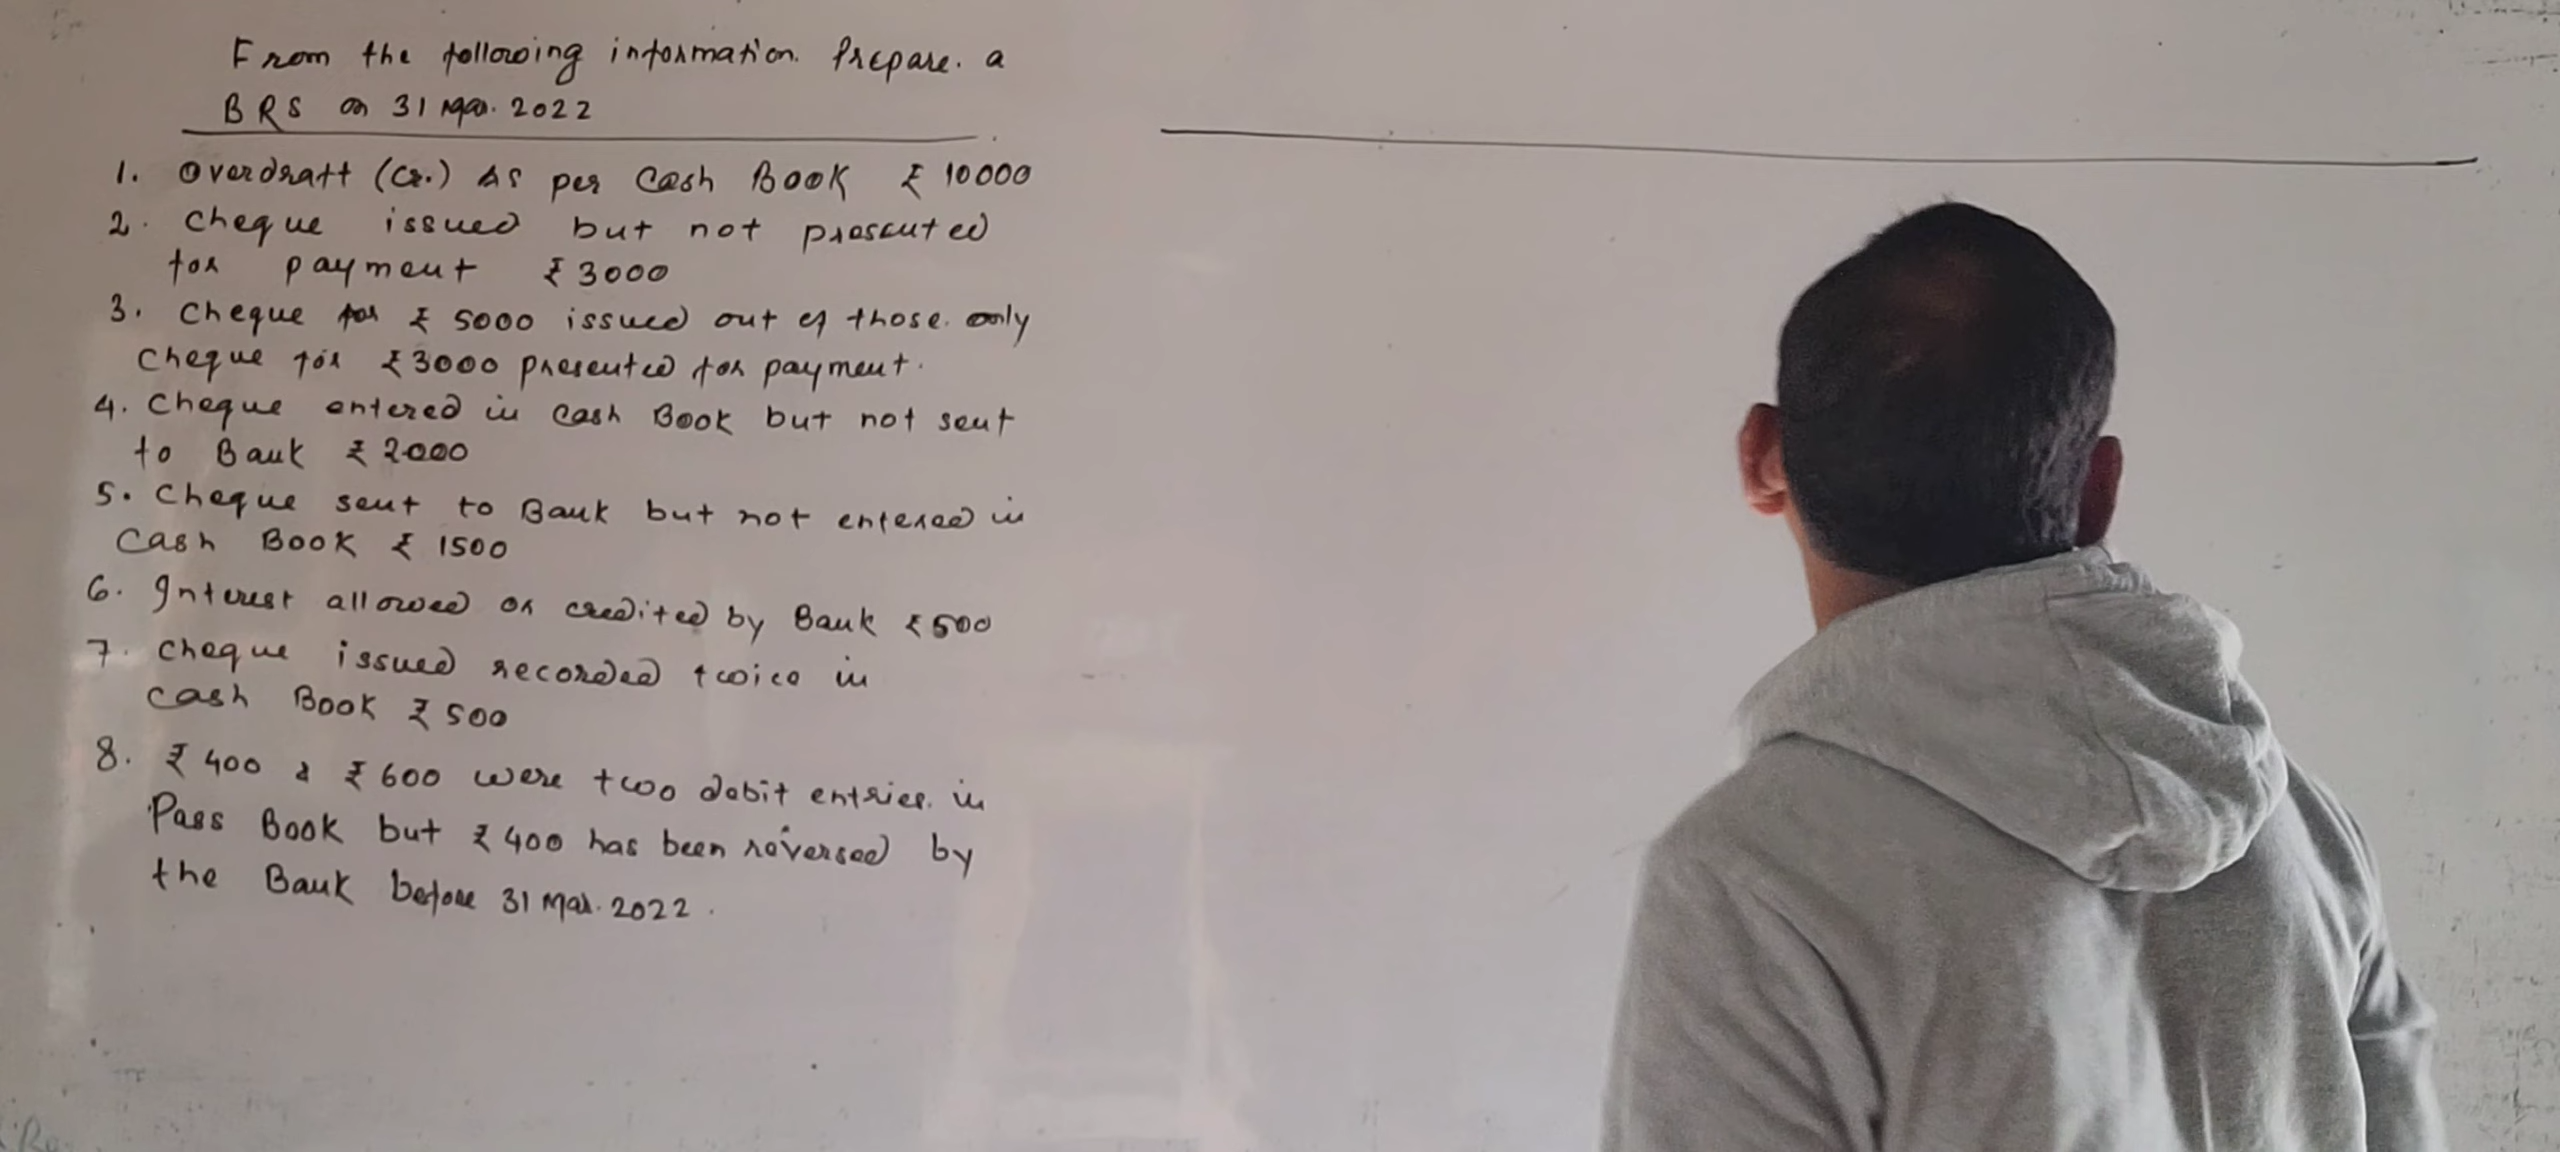 From the following information. Prepare. a
BRS on 31 Mar. 2022
1. Overdraft (Cr.) As per Cash Book ₹ 10000
2. Cheque issued but not presented
for payment ₹ 3000
3. Cheque for ₹ 5000 issued out of those. only
cheque for ₹ 3000 presented for payment.
4. Cheque entered in Cash Book but not sent
to Bank ₹ 2000
5. Cheque sent to Bank but not entered in
Cash Book ₹ 1500
6. Interest allowed or credited by Bank ₹ 500
7. Cheque issued recorded twice in
Cash Book ₹ 500
8. ₹ 400 & ₹ 600 were two debit entries. in
Pass Book but ₹ 400 has been reversed by
the Bank before 31 Mar. 2022.